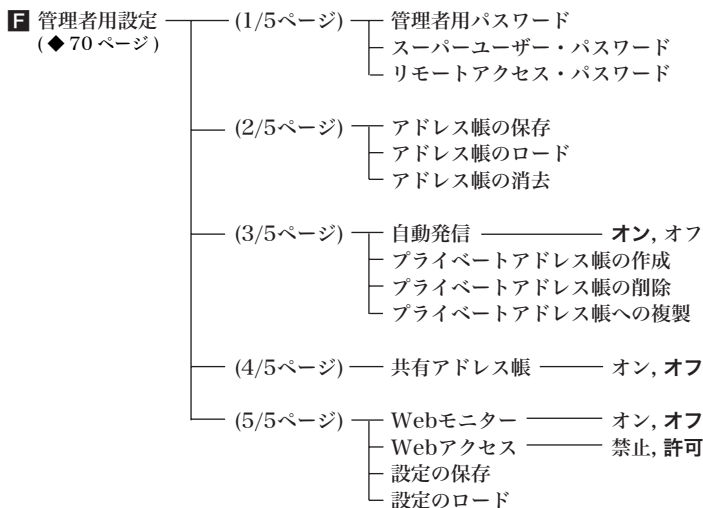 F 管理者用設定 (1/5ページ) 管理者用パスワード
(◆ 70 ページ) スーパーユーザー・パスワード
リモートアクセス・パスワード
(2/5ページ) アドレス帳の保存
アドレス帳のロード
アドレス帳の消去
(3/5ページ) 自動発信 オン, オフ
プライベートアドレス帳の作成
プライベートアドレス帳の削除
プライベートアドレス帳への複製
(4/5ページ) 共有アドレス帳 オン, オフ
(5/5ページ) Webモニター オン, オフ
Webアクセス 禁止, 許可
設定の保存
設定のロード